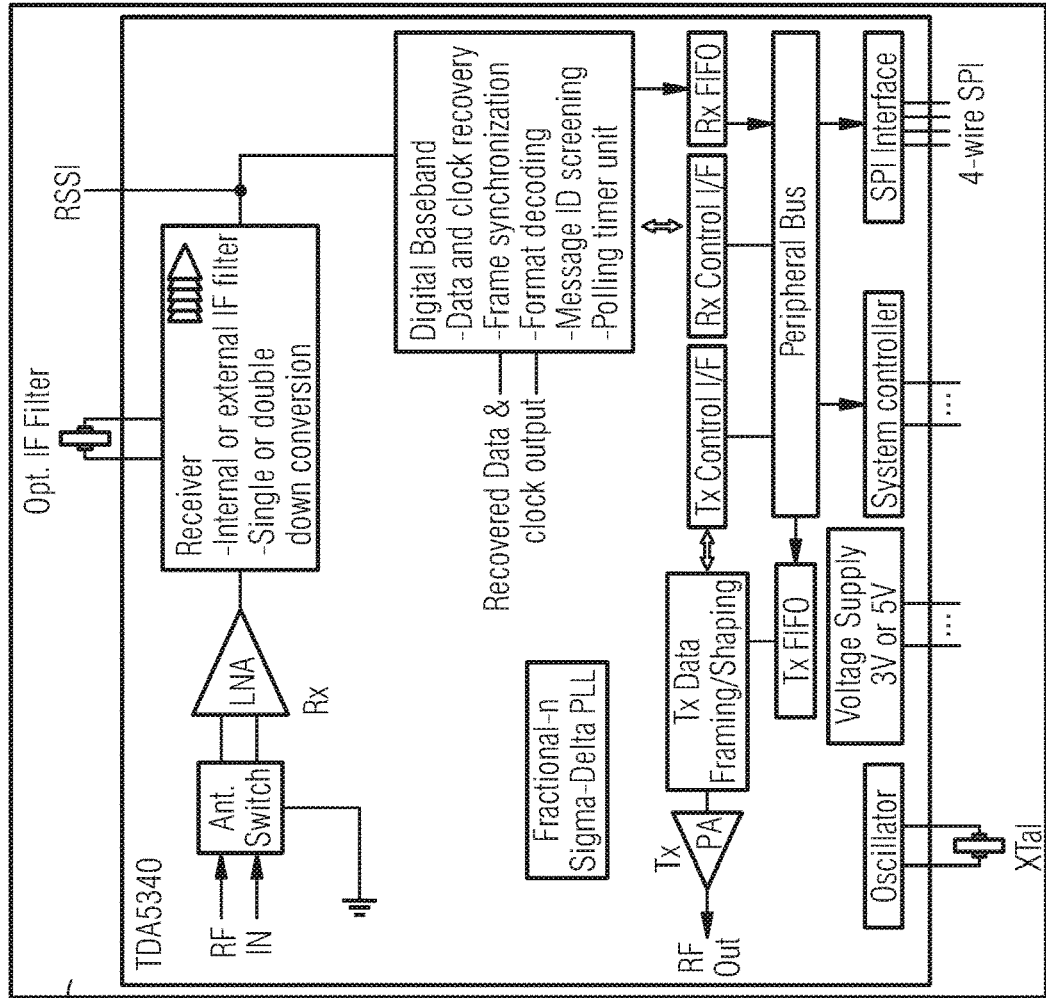 TDA5340
Opt. IF Filter
RSSI
RF
IN
Ant.
Switch
LNA
Rx
Receiver
-Internal or external IF filter
-Single or double
down conversion
Digital Baseband
-Data and clock recovery
-Frame synchronization
-Format decoding
-Message ID screening
-Polling timer unit
Recovered Data &
clock output
Fractional-n
Sigma-Delta PLL
Tx
PA
RF
Out
Tx Data
Framing/Shaping
Tx Control I/F
Rx Control I/F
Rx FIFO
Tx FIFO
Peripheral Bus
Oscillator
Voltage Supply
3V or 5V
System controller
SPI Interface
XTal
...
...
4-wire SPI